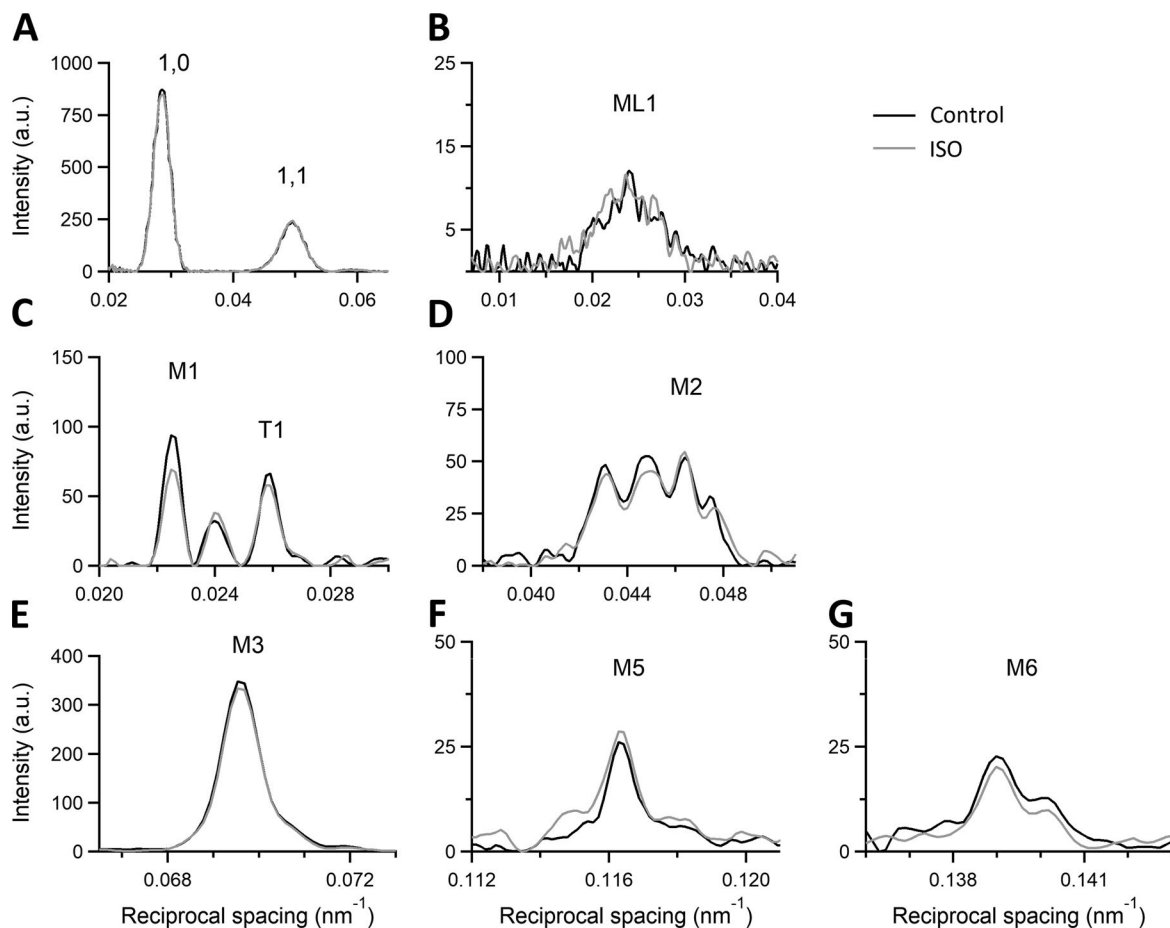 A
1,0
1,1
Intensity (a.u.)
1000
750
500
250
0
0.02
0.04
0.06
B
ML1
25
15
5
0.01
0.02
0.03
0.04
Control
ISO
C
M1
T1
Intensity (a.u.)
150
100
50
0
0.020
0.024
0.028
D
M2
100
75
50
25
0
0.040
0.044
0.048
E
M3
Intensity (a.u.)
400
300
200
100
0
0.068
0.072
Reciprocal spacing (nm⁻¹)
F
M5
50
25
0
0.112
0.116
0.120
Reciprocal spacing (nm⁻¹)
G
M6
50
25
0
0.138
0.141
Reciprocal spacing (nm⁻¹)